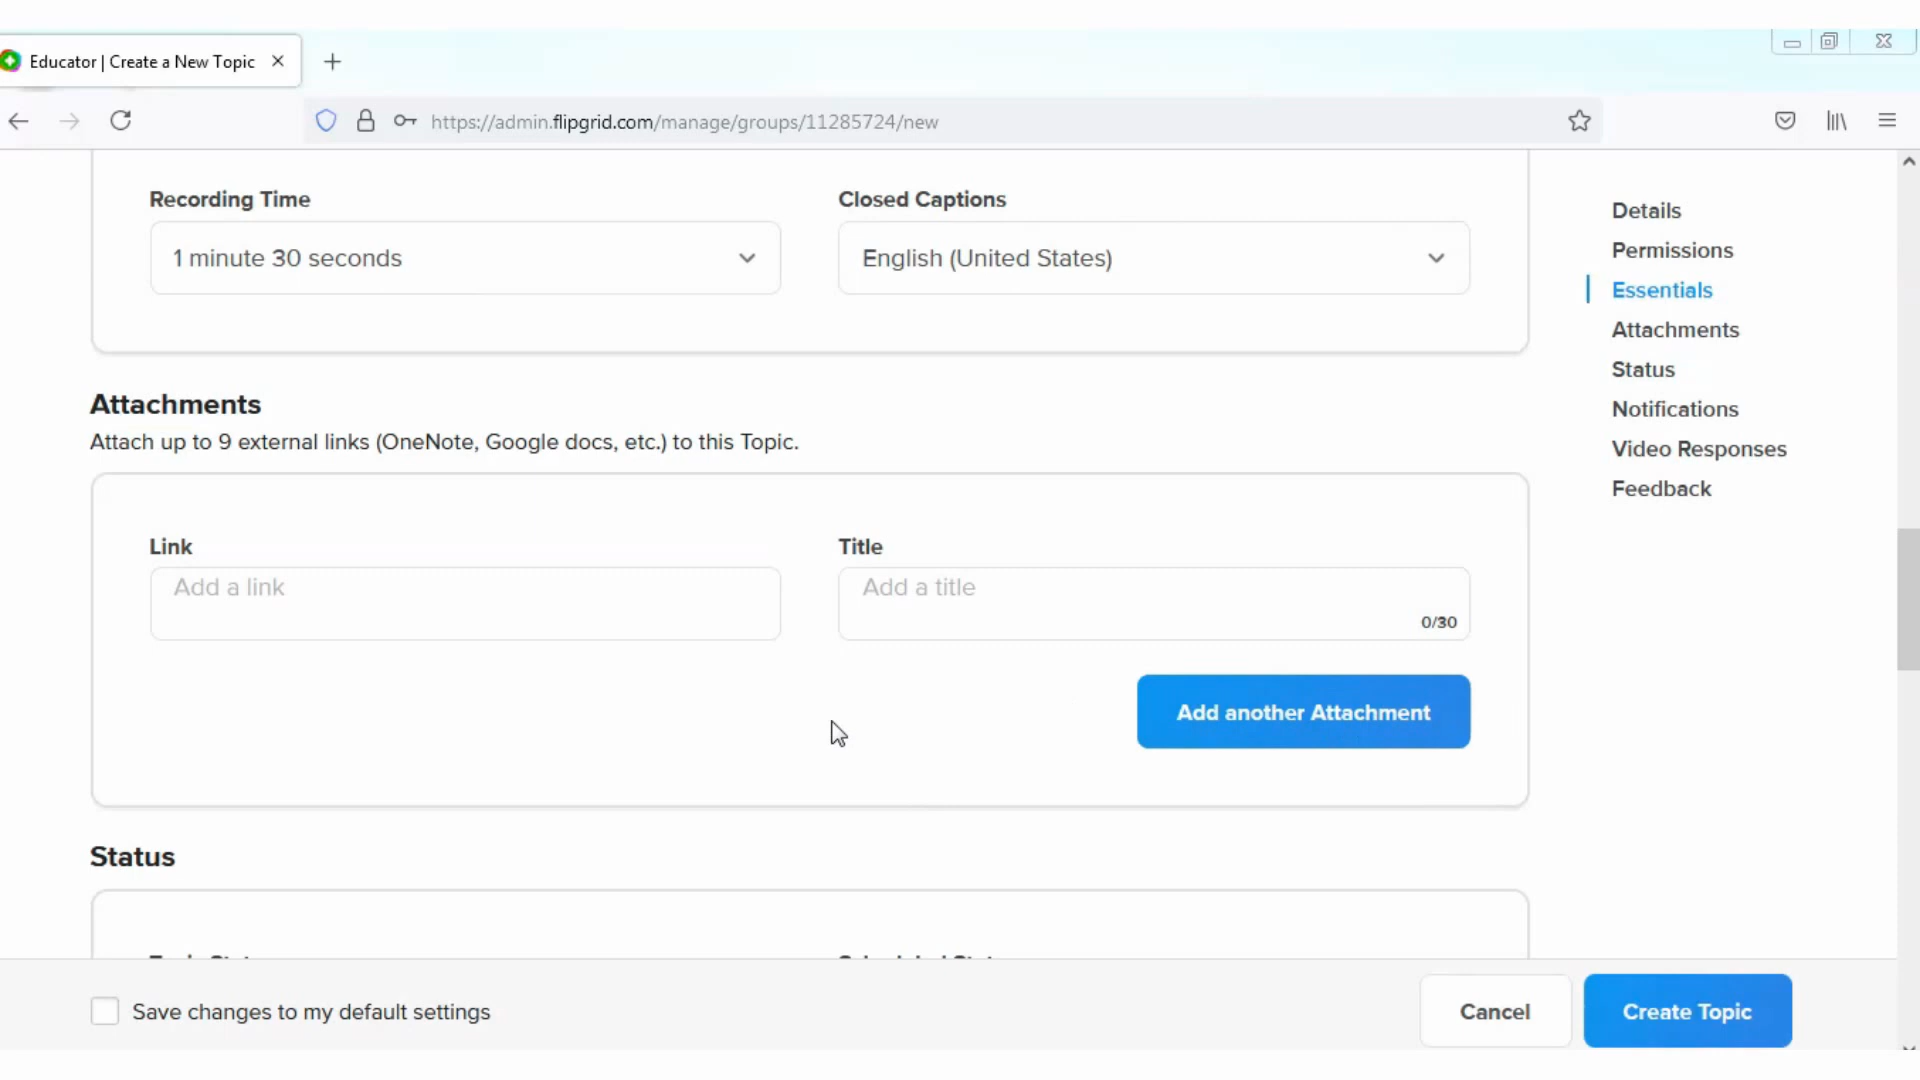 Educator | Create a New Topic
https://admin.flipgrid.com/manage/groups/11285724/new
Recording Time
Closed Captions
1 minute 30 seconds
English (United States)
Details
Permissions
Essentials
Attachments
Status
Notifications
Video Responses
Feedback
Attachments
Attach up to 9 external links (OneNote, Google docs, etc.) to this Topic.
Link
Title
Add a link
Add a title
0/30
Add another Attachment
Status
Save changes to my default settings
Cancel
Create Topic